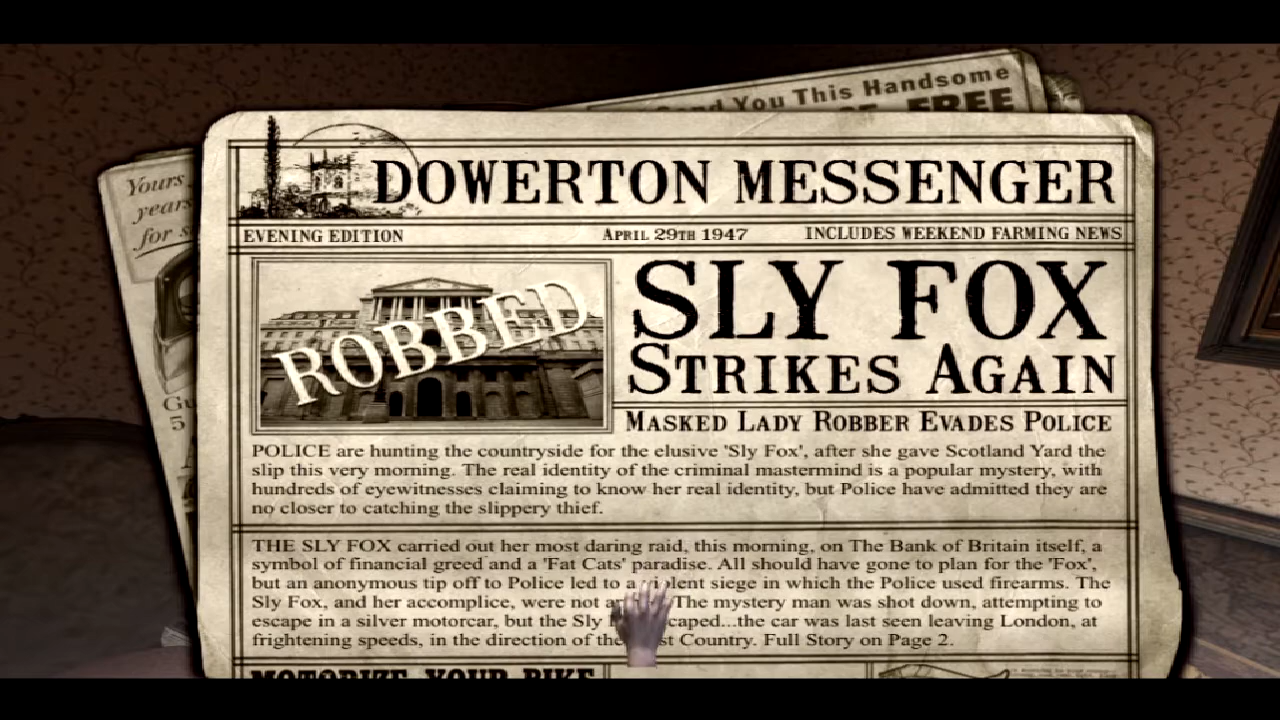 You This Handsome
FREE
Yours
years
for
DOWERTON MESSENGER
EVENING EDITION APRIL 29TH 1947 INCLUDES WEEKEND FARMING NEWS
ROBBED
SLY FOX
STRIKES AGAIN
MASKED LADY ROBBER EVADES POLICE
POLICE are hunting the countryside for the elusive 'Sly Fox', after she gave Scotland Yard the
slip this very morning. The real identity of the criminal mastermind is a popular mystery, with
hundreds of eyewitnesses claiming to know her real identity, but Police have admitted they are
no closer to catching the slippery thief.
THE SLY FOX carried out her most daring raid, this morning, on The Bank of Britain itself, a
symbol of financial greed and a 'Fat Cats' paradise. All should have gone to plan for the 'Fox',
but an anonymous tip off to Police led to a violent siege in which the Police used firearms. The
Sly Fox, and her accomplice, were not The mystery man was shot down, attempting to
escape in a silver motorcar, but the Sly the car was last seen leaving London, at
frightening speeds, in the direction of the Country. Full Story on Page 2.
MOTORIZE YOUR BIKE